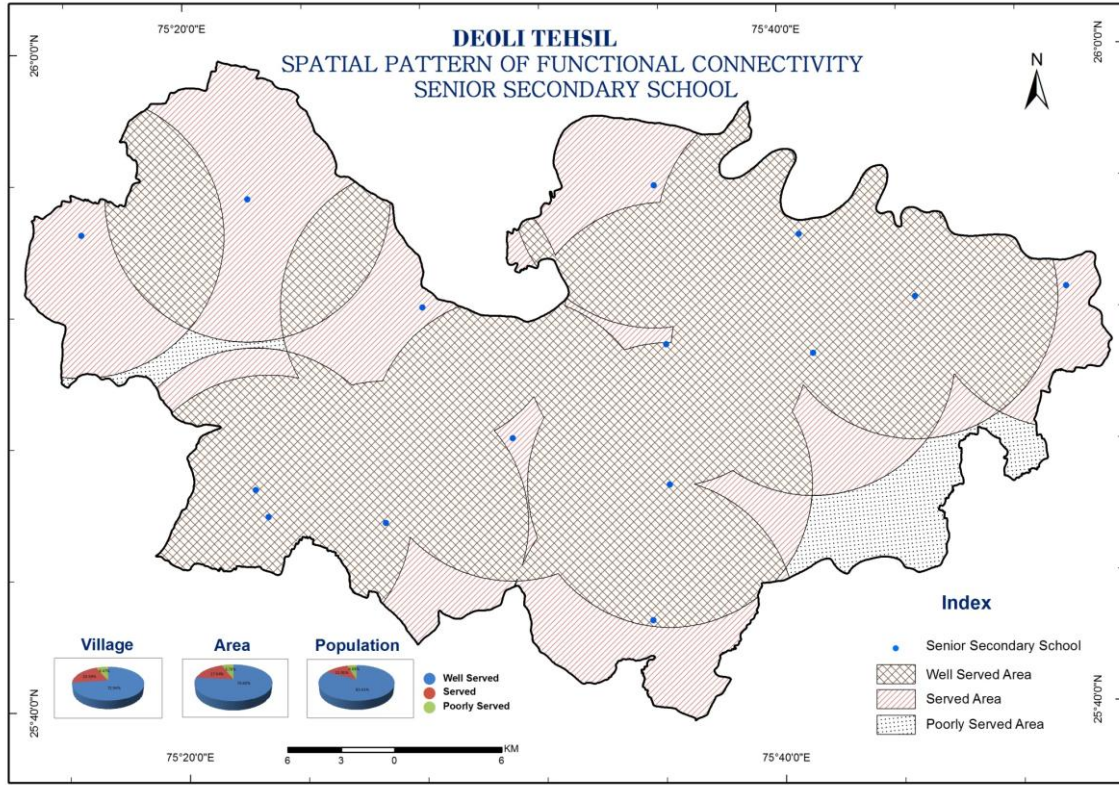 75°20'0"E
75°40'0"E
26°0'0"N
26°0'0"N
DEOLI TEHSIL
SPATIAL PATTERN OF FUNCTIONAL CONNECTIVITY
SENIOR SECONDARY SCHOOL
N
Index
Senior Secondary School
Well Served Area
Served Area
Poorly Served Area
Village
Area
Population
Well Served
Served
Poorly Served
25°40'0"N
25°40'0"N
6 3 0 6
KM
75°20'0"E
75°40'0"E